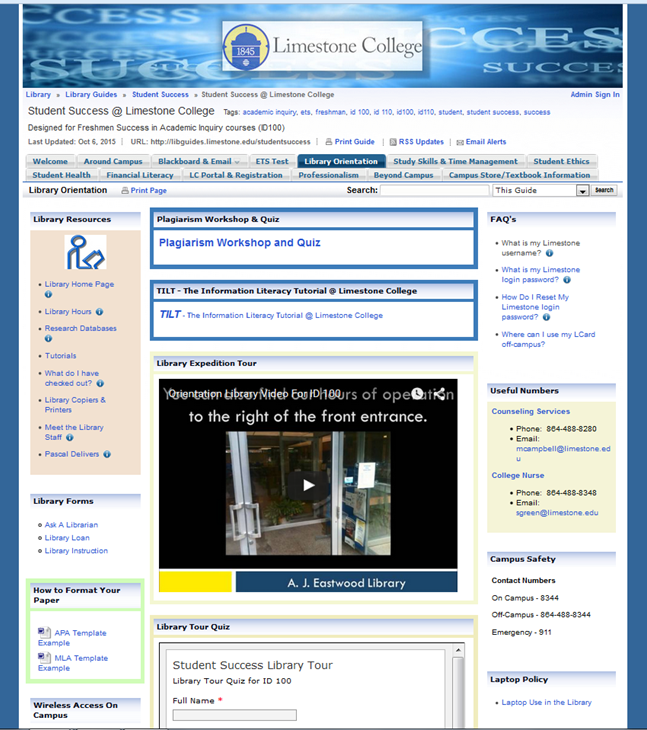 CCESS
SUCCESS
CCES
SUCCESS
1845
Limestone College
Library » Library Guides » Student Success » Student Success @ Limestone College
Admin Sign In
Student Success @ Limestone College Tags: academic inquiry, ets, freshman, id 100, id 110, id100, id110, student, student success, success
Designed for Freshmen Success in Academic Inquiry courses (ID100)
Last Updated: Oct 6, 2015 | URL: http://libguides.limestone.edu/studentsuccess | Print Guide | RSS Updates | Email Alerts
Welcome Around Campus Blackboard & Email ETS Test Library Orientation Study Skills & Time Management Student Ethics
Student Health Financial Literacy LC Portal & Registration Professionalism Beyond Campus Campus Store/Textbook Information
Library Orientation Print Page Search: This Guide Search
Library Resources
Library Home Page
Library Hours
Research Databases
Tutorials
What do I have
checked out?
Library Copiers &
Printers
Meet the Library
Staff
Pascal Delivers
Library Forms
Ask A Librarian
Library Loan
Library Instruction
How to Format Your
Paper
APA Template
Example
MLA Template
Example
Wireless Access On
Campus
Plagiarism Workshop & Quiz
Plagiarism Workshop and Quiz
TILT - The Information Literacy Tutorial @ Limestone College
TILT - The Information Literacy Tutorial @ Limestone College
Library Expedition Tour
Orientation Library Video For ID 100
You can also find our hours of operation
to the right of the front entrance.
A. J. Eastwood Library
Library Tour Quiz
Student Success Library Tour
Library Tour Quiz for ID 100
Full Name *
FAQ's
What is my Limestone
username?
What is my Limestone
login password?
How Do I Reset My
Limestone login
password?
Where can I use my LCard
off-campus?
Useful Numbers
Counseling Services
Phone: 864-488-8280
Email:
mcampbell@limestone.ed
u
College Nurse
Phone: 864-488-8348
Email:
sgreen@limestone.edu
Campus Safety
Contact Numbers
On Campus - 8344
Off-Campus - 864-488-8344
Emergency - 911
Laptop Policy
Laptop Use in the Library